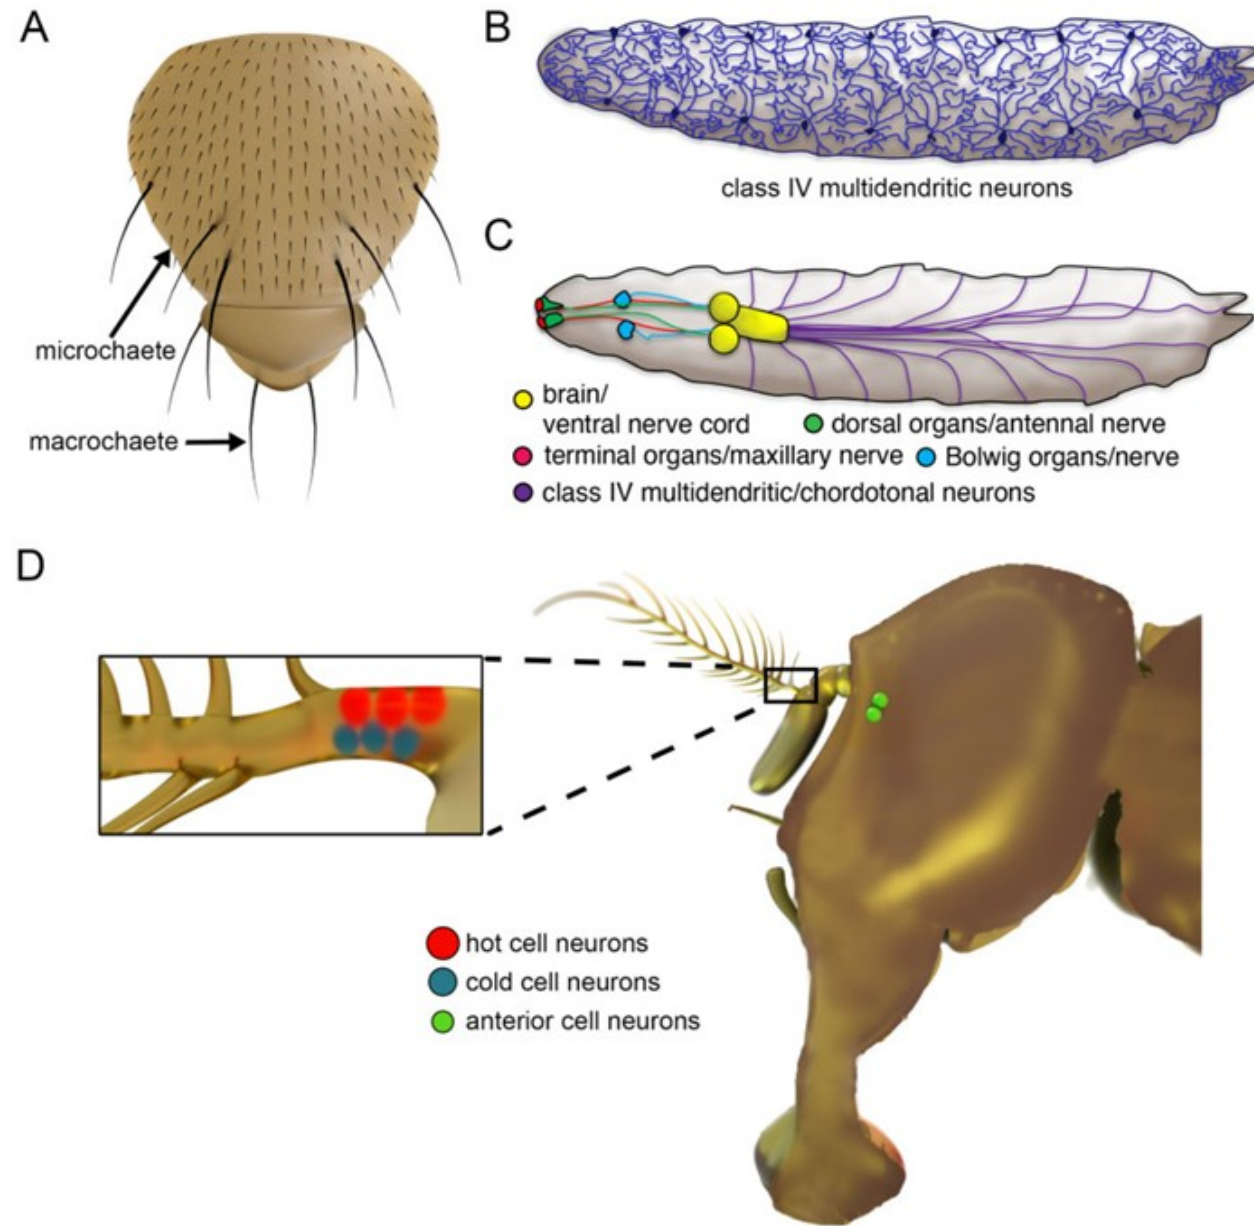 A
microchaete
macrochaete
B
class IV multidendritic neurons
C
brain/
ventral nerve cord
dorsal organs/antennal nerve
terminal organs/maxillary nerve
Bolwig organs/nerve
class IV multidendritic/chordotonal neurons
D
hot cell neurons
cold cell neurons
anterior cell neurons